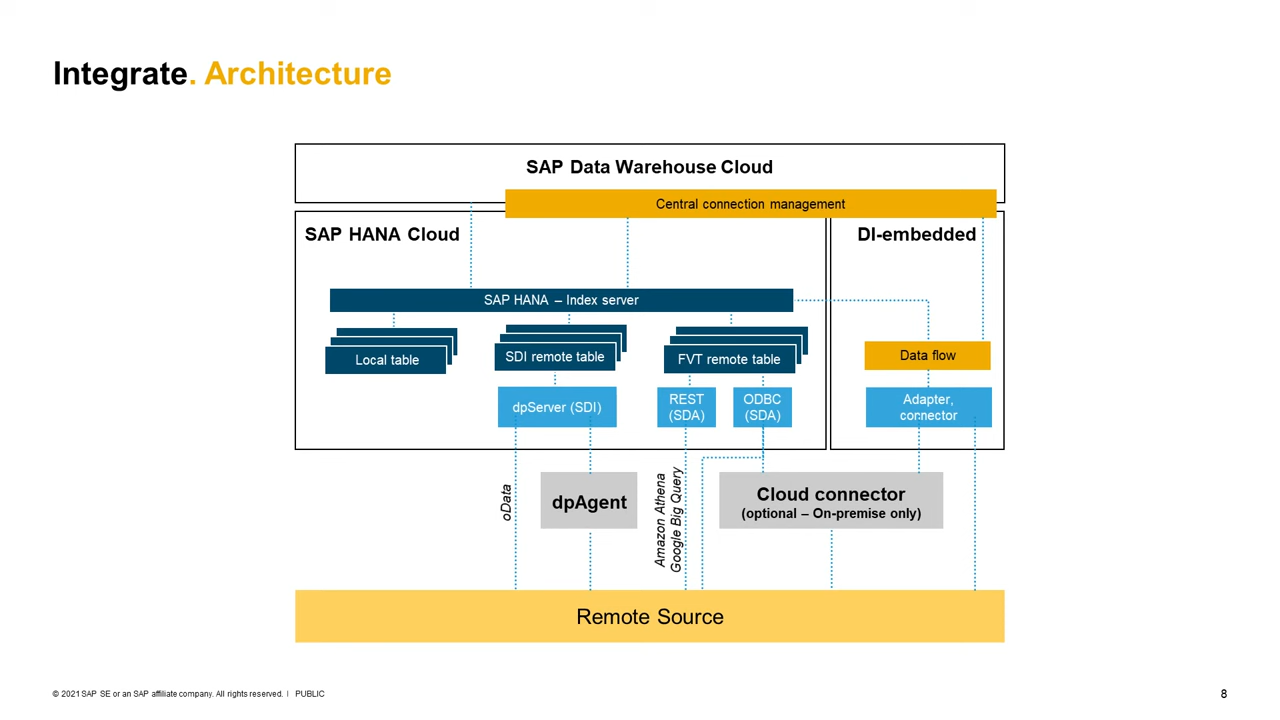 Integrate. Architecture
SAP Data Warehouse Cloud
Central connection management
SAP HANA Cloud
DI-embedded
SAP HANA – Index server
Local table
SDI remote table
FVT remote table
Data flow
dpServer (SDI)
REST
(SDA)
ODBC
(SDA)
Adapter,
connector
oData
dpAgent
Amazon Athena
Google Big Query
Cloud connector
(optional – On-premise only)
Remote Source
© 2021 SAP SE or an SAP affiliate company. All rights reserved. | PUBLIC
8